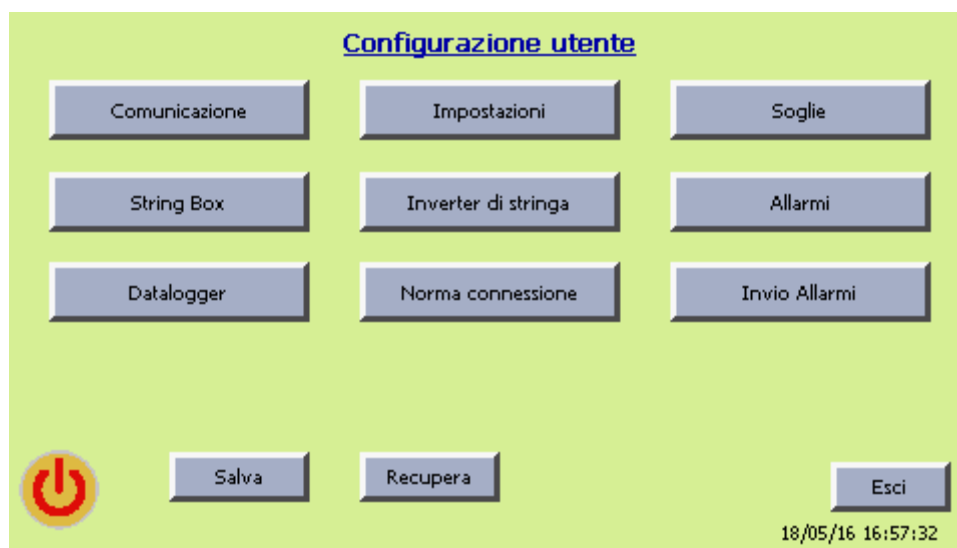 Configurazione utente
Comunicazione
Impostazioni
Soglie
String Box
Inverter di stringa
Allarmi
Datalogger
Norma connessione
Invio Allarmi
Salva
Recupera
Esci
18/05/16 16:57:32